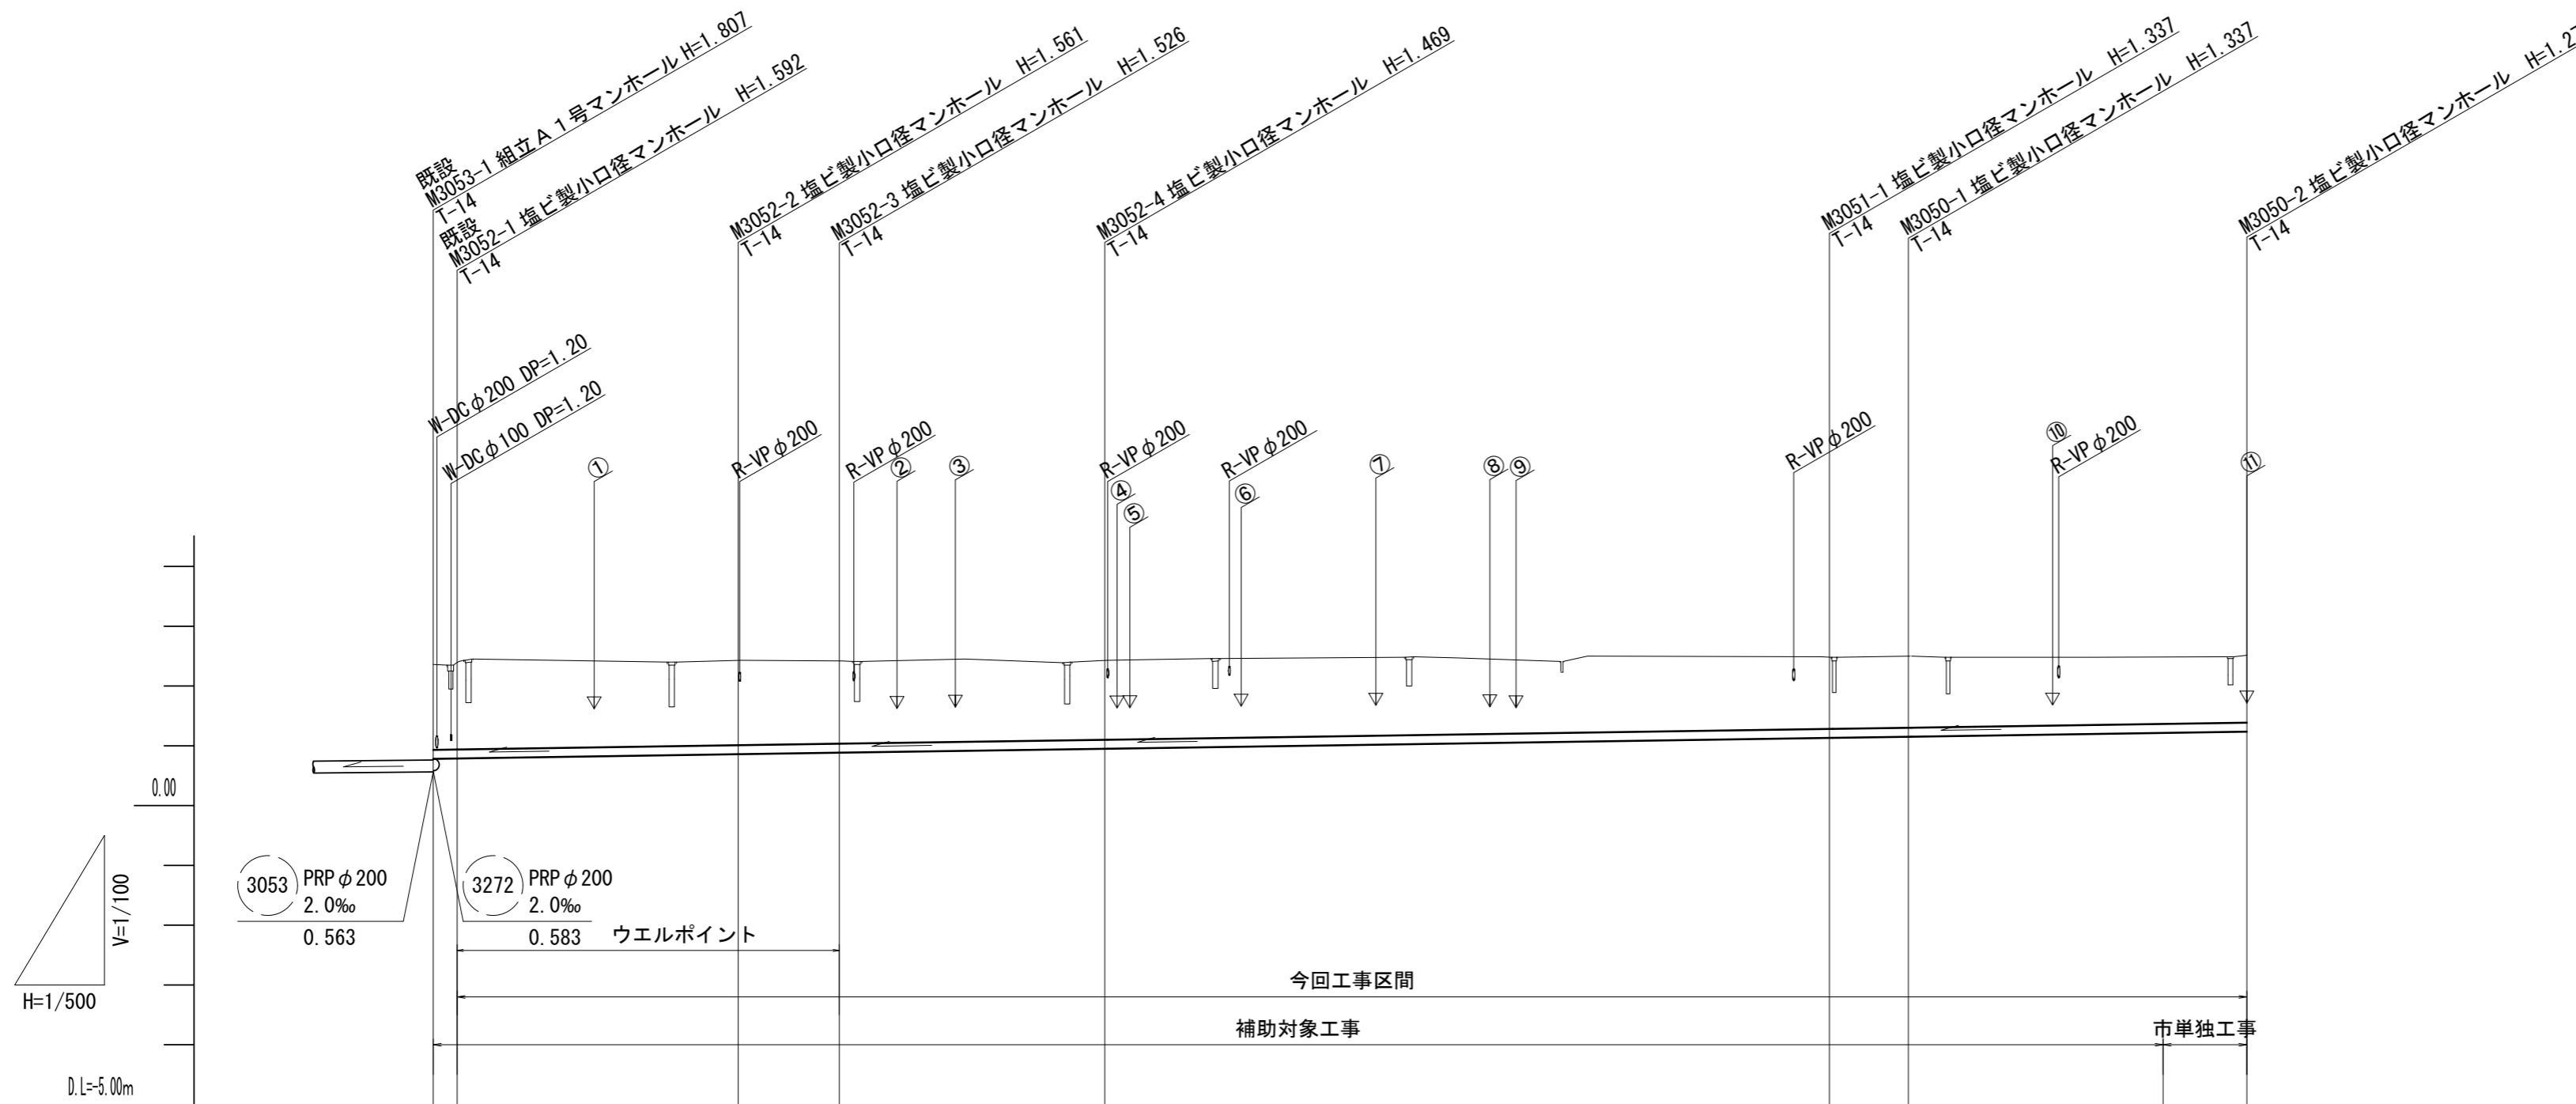 既設
M3053-1 組立A1号マンホール H=1.807
T-14
既設
M3052-1 塩ビ製小口径マンホール H=1.592
T-14
M3052-2 塩ビ製小口径マンホール H=1.561
T-14
M3052-3 塩ビ製小口径マンホール H=1.526
T-14
M3052-4 塩ビ製小口径マンホール H=1.469
T-14
M3051-1 塩ビ製小口径マンホール H=1.337
T-14
M3050-1 塩ビ製小口径マンホール H=1.337
T-14
M3050-2 塩ビ製小口径マンホール H=1.2
T-14
W-DCφ200 DP=1.20
W-DCφ100 DP=1.20
①
R-VPφ200
R-VPφ200
②
③
R-VPφ200
④
⑤
R-VPφ200
⑥
⑦
⑧
⑨
R-VPφ200
⑩
R-VPφ200
⑪
0.00
V=1/100
H=1/500
3053 PRPφ200
2.0‰
0.563
3272 PRPφ200
2.0‰
0.583
ウエルポイント
今回工事区間
補助対象工事
市単独工事
D.L=-5.00m